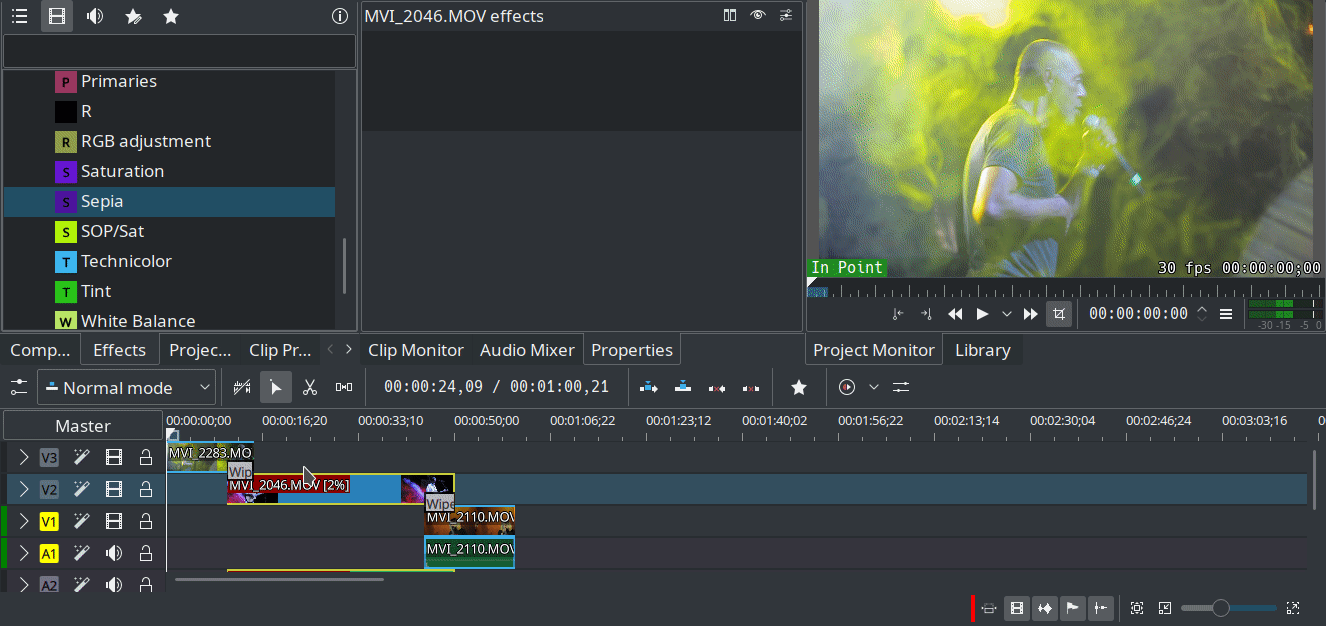 MVI_2046.MOV effects
P Primaries
R
R RGB adjustment
S Saturation
S Sepia
S SOP/Sat
T Technicolor
T Tint
W White Balance
In Point
30 fps 00:00:00;00
00:00:00:00
-30 -15 -5 0
Comp... Effects Projec... Clip Pr... Clip Monitor Audio Mixer Properties Project Monitor Library
Normal mode 00:00:24,09 / 00:01:00,21
Master 00:00:00;00 00:00:16;20 00:00:33;10 00:00:50;00 00:01:06;22 00:01:23;12 00:01:40;02 00:01:56;22 00:02:13;14 00:02:30;04 00:02:46;24 00:03:03;16 0
V3 MVI_2283.MO
Wip
V2 MVI_2046.MOV [2%]
Wipe
V1 MVI_2110.MOV
A1 MVI_2110.MOV
A2